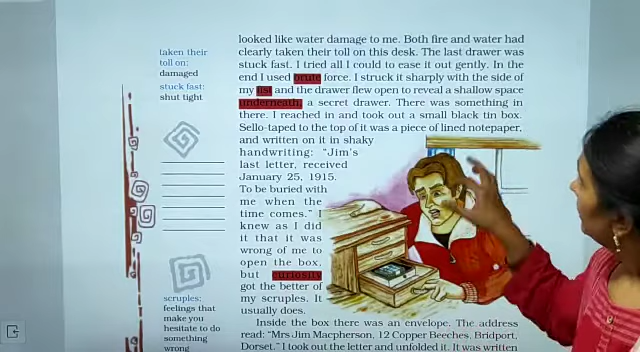 looked like water damage to me. Both fire and water had
clearly taken their toll on this desk. The last drawer was
stuck fast. I tried all I could to ease it out gently. In the
end I used brute force. I struck it sharply with the side of
my fist and the drawer flew open to reveal a shallow space
underneath, a secret drawer. There was something in
there. I reached in and took out a small black tin box.
Sello-taped to the top of it was a piece of lined notepaper,
and written on it in shaky
handwriting: "Jim's
last letter, received
January 25, 1915.
To be buried with
me when the
time comes." I
knew as I did
it that it was
wrong of me to
open the box,
but curiosity
got the better of
my scruples. It
usually does.
Inside the box there was an envelope. The address
read: "Mrs Jim Macpherson, 12 Copper Beeches, Bridport,
Dorset." I took out the letter and unfolded it. It was written
taken their
toll on:
damaged
stuck fast:
shut tight
scruples:
feelings that
make you
hesitate to do
something
wrong